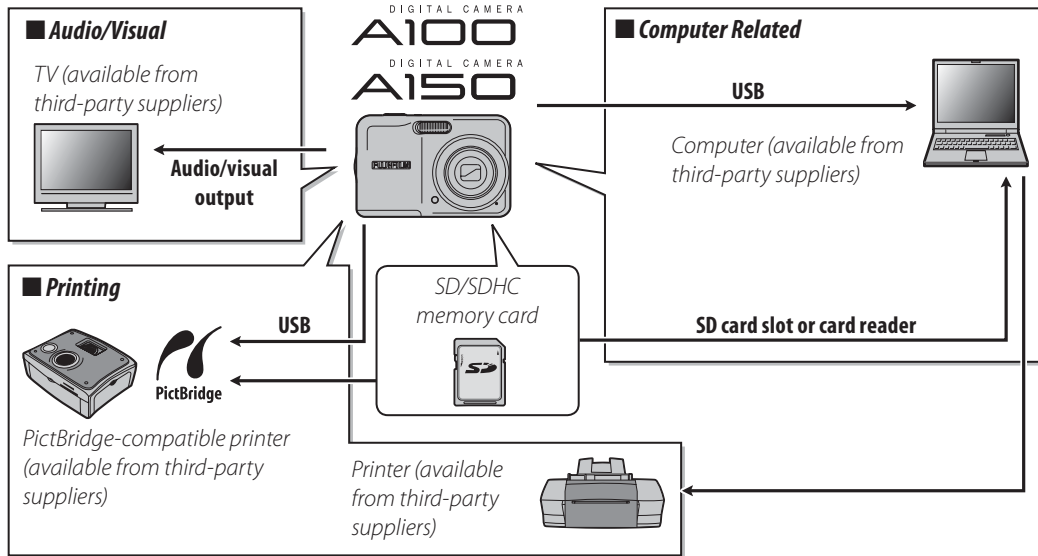 ■ Audio/Visual
TV (available from
third-party suppliers)
Audio/visual
output
DIGITAL CAMERA
A100
DIGITAL CAMERA
A150
FUJIFILM
■ Computer Related
USB
Computer (available from
third-party suppliers)
SD card slot or card reader
SD/SDHC
memory card
SD
■ Printing
USB
PictBridge
PictBridge-compatible printer
(available from third-party
suppliers)
Printer (available
from third-party
suppliers)